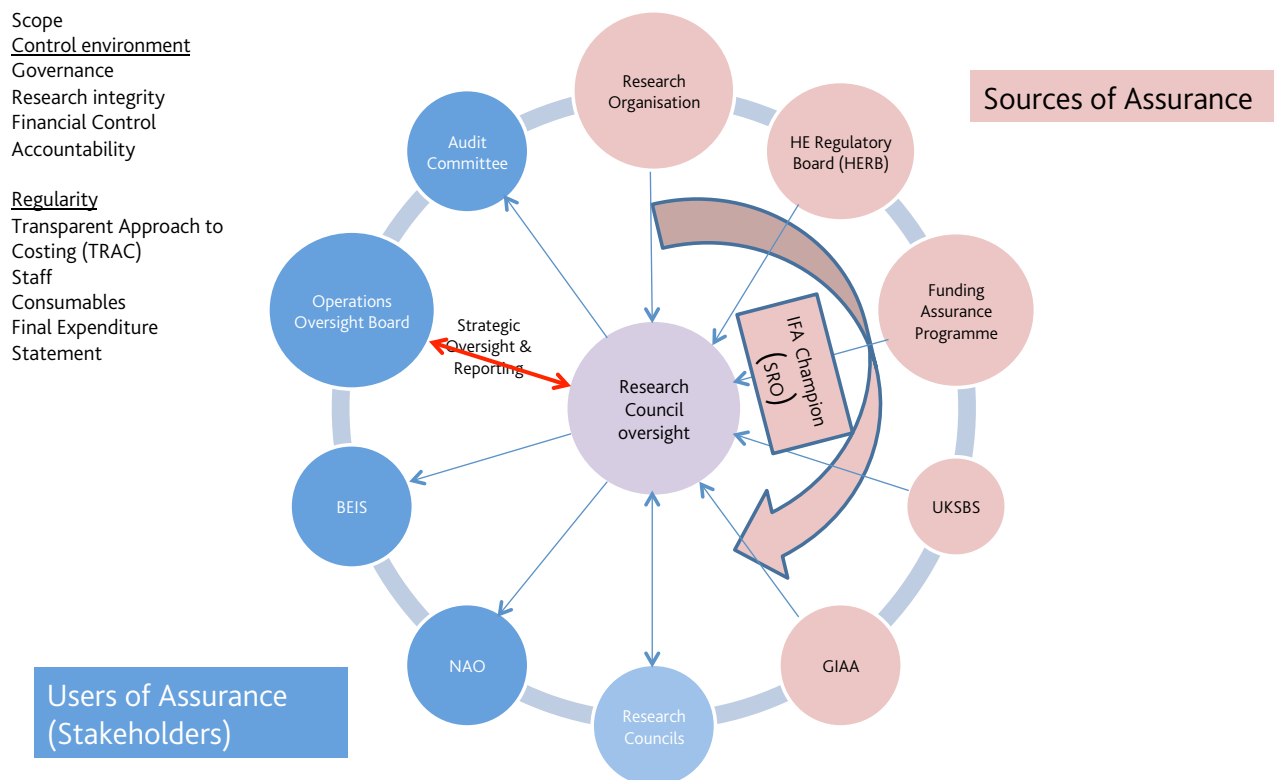 Scope
Control environment
Governance
Research integrity
Financial Control
Accountability
Regularity
Transparent Approach to
Costing (TRAC)
Staff
Consumables
Final Expenditure
Statement
Research
Organisation
Sources of Assurance
Audit
Committee
HE Regulatory
Board (HERB)
Operations
Oversight Board
Funding
Assurance
Programme
Strategic
Oversight &
Reporting
IFA Champion
(SRO)
Research
Council
oversight
BEIS
UKSBS
NAO
GIAA
Research
Councils
Users of Assurance
(Stakeholders)